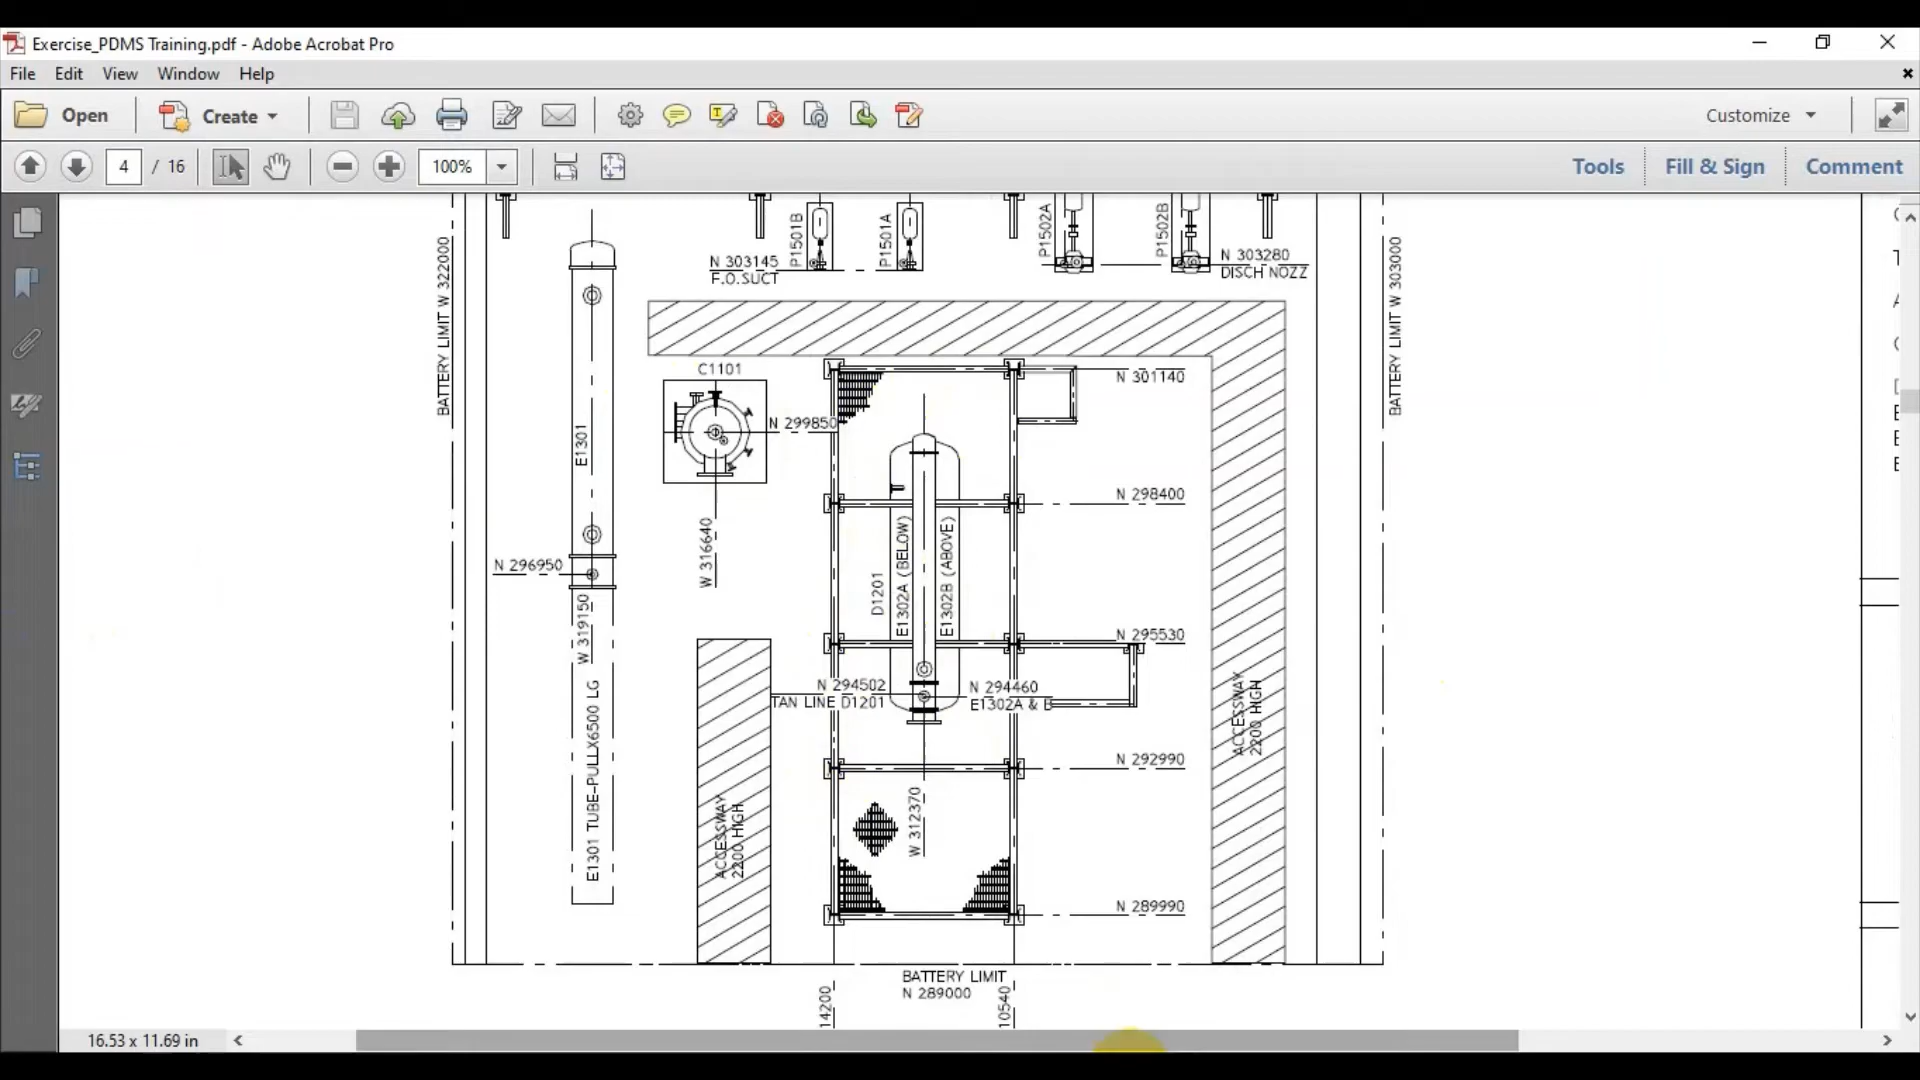 Exercise_PDMS Training.pdf - Adobe Acrobat Pro
File Edit View Window Help
Open Create Customize
4 / 16 100% Tools Fill & Sign Comment
BATTERY LIMIT W 322000
P1501B
P1501A
P1502A
P1502B
N 303145
F.O.SUCT
N 303280
DISCH NOZZ
BATTERY LIMIT W 303000
C1101
N 301140
N 299850
E1301
N 298400
W 316640
N 296950
D1201
E1302A (BELOW)
E1302B (ABOVE)
W 319150
N 295530
N 294502
TAN LINE D1201
N 294460
E1302A & B
ACCESSWAY
2200 HIGH
E1301 TUBE-PULLX6500 LG
N 292990
W 312370
ACCESSWAY
2200 HIGH
N 289990
BATTERY LIMIT
N 289000
14200
10540
16.53 x 11.69 in